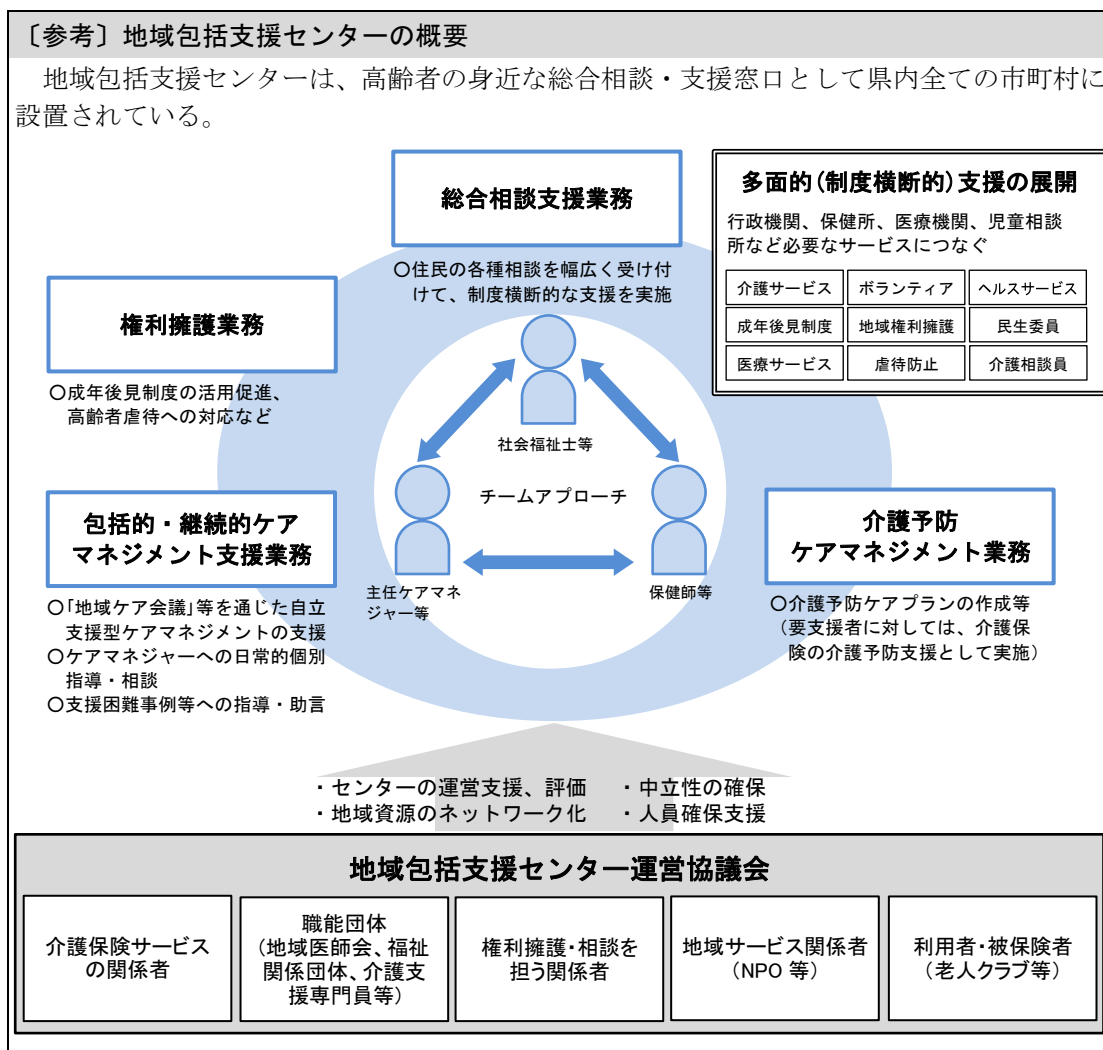 〔参考〕地域包括支援センターの概要
地域包括支援センターは、高齢者の身近な総合相談・支援窓口として県内全ての市町村に
設置されている。
総合相談支援業務
〇住民の各種相談を幅広く受け付
けて、制度横断的な支援を実施
多面的(制度横断的)支援の展開
行政機関、保健所、医療機関、児童相談
所など必要なサービスにつなぐ
介護サービス ボランティア ヘルスサービス
成年後見制度 地域権利擁護 民生委員
医療サービス 虐待防止 介護相談員
権利擁護業務
〇成年後見制度の活用促進、
高齢者虐待への対応など
社会福祉士等
チームアプローチ
主任ケアマネ
ジャー等
保健師等
包括的・継続的ケア
マネジメント支援業務
〇「地域ケア会議」等を通じた自立
支援型ケアマネジメントの支援
〇ケアマネジャーへの日常的個別
指導・相談
〇支援困難事例等への指導・助言
介護予防
ケアマネジメント業務
〇介護予防ケアプランの作成等
（要支援者に対しては、介護保
険の介護予防支援として実施）
・センターの運営支援、評価 ・中立性の確保
・地域資源のネットワーク化 ・人員確保支援
地域包括支援センター運営協議会
介護保険サービス
の関係者
職能団体
(地域医師会、福祉
関係団体、介護支
援専門員等)
権利擁護・相談を
担う関係者
地域サービス関係者
(NPO 等)
利用者・被保険者
(老人クラブ等)